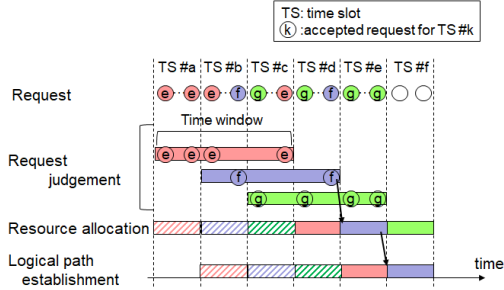 TS: time slot
(k) :accepted request for TS#k
TS #a TS #b TS #c TS #d TS #e TS #f
Request
e e e f g e g f g g
Time window
e e e e
Request
judgement
f f
g g g g
Resource allocation
Logical path
establishment
time